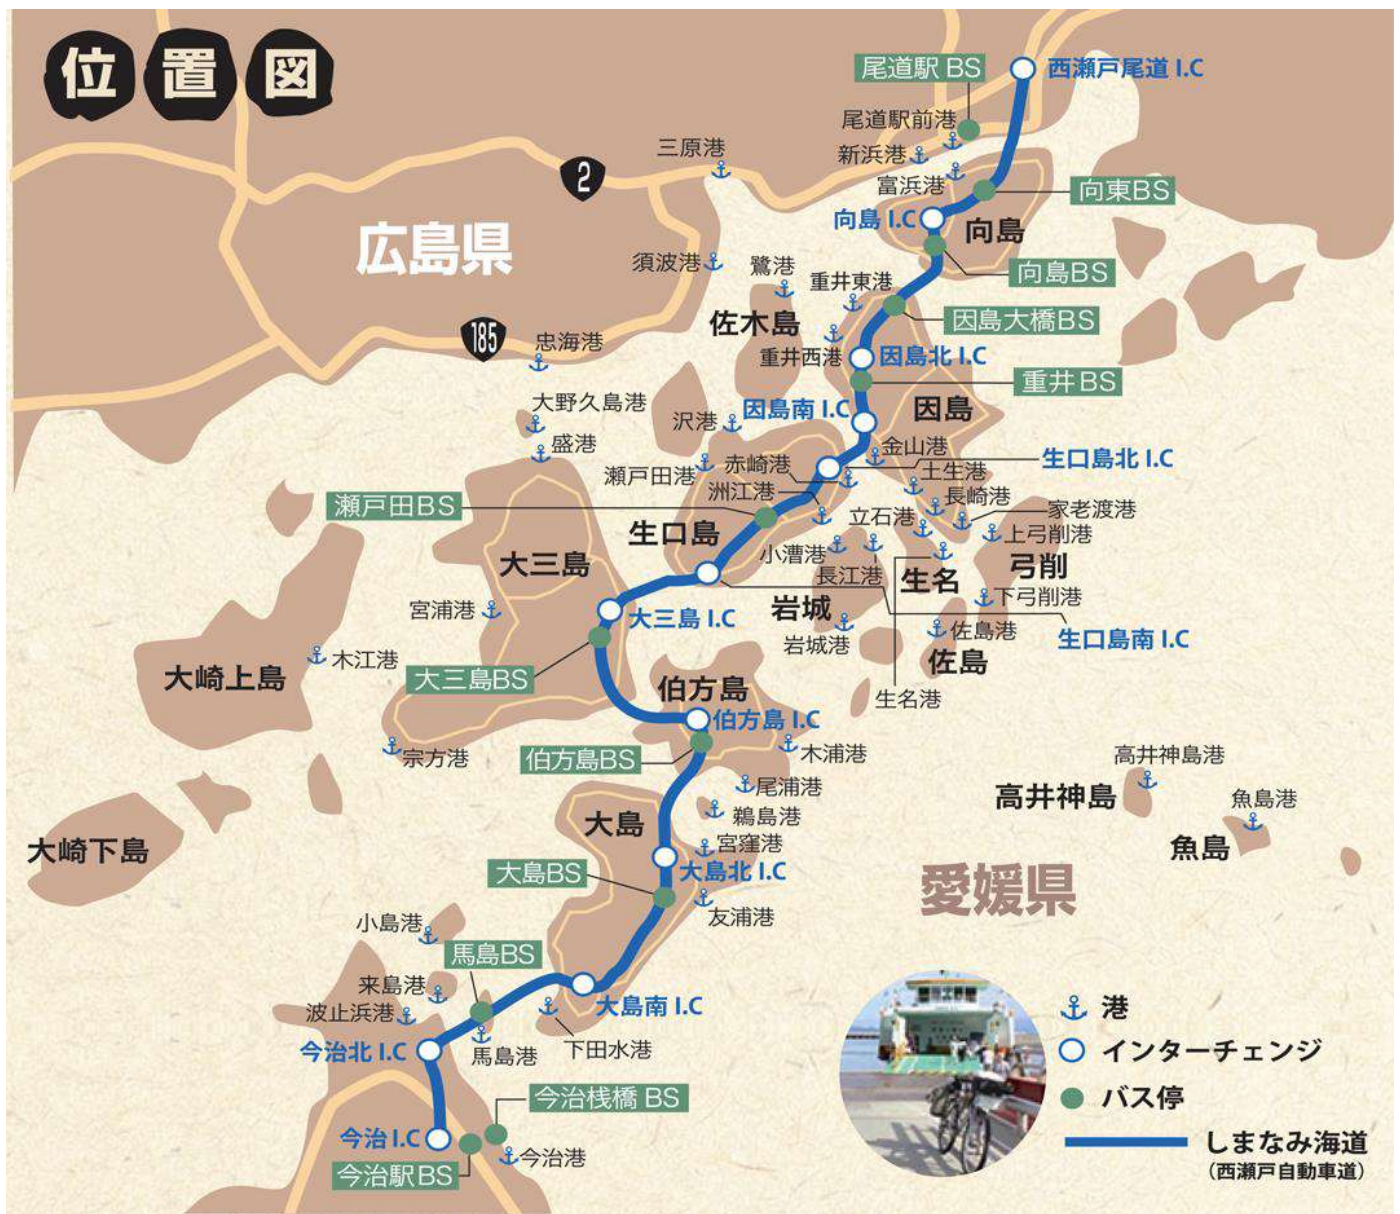 位置図
尾道駅 BS
西瀬戸尾道 I.C
尾道駅前港
三原港
新浜港
2
富浜港
向東BS
向島 I.C
向島
広島県
須波港
鷺港
向島BS
重井東港
佐木島
因島大橋BS
185
忠海港
重井西港
因島北 I.C
重井BS
大野久島港
因島南 I.C
因島
沢港
盛港
金山港
瀬戸田港
赤崎港
生口島北 I.C
土生港
洲江港
長崎港
瀬戸田BS
立石港
家老渡港
生口島
上弓削港
小漕港
大三島
長江港
生名
弓削
宮浦港
岩城
下弓削港
大三島 I.C
岩城港
佐島港
生口島南 I.C
木江港
佐島
大崎上島
大三島BS
伯方島
生名港
伯方島 I.C
宗方港
伯方島BS
木浦港
高井神島港
尾浦港
高井神島
魚島港
鵜島港
大島
宮窪港
魚島
大崎下島
大島BS
大島北 I.C
愛媛県
友浦港
小島港
馬島BS
来島港
波止浜港
大島南 I.C
港
今治北 I.C
馬島港
下田水港
インターチェンジ
今治桟橋 BS
バス停
今治 I.C
今治港
しまなみ海道
今治駅BS
(西瀬戸自動車道)